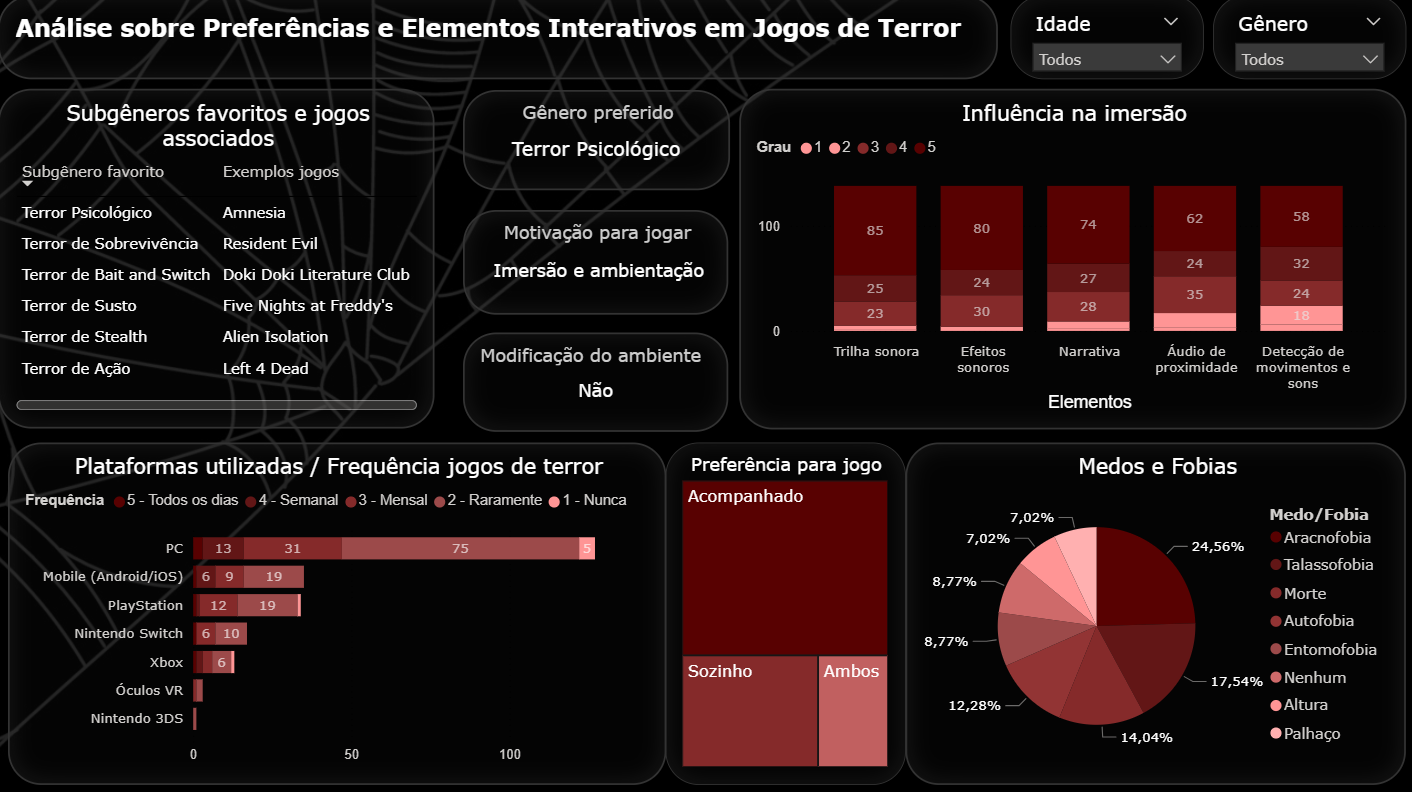 Análise sobre Preferências e Elementos Interativos em Jogos de Terror
Idade
Todos
Gênero
Todos
Subgêneros favoritos e jogos
associados
Subgênero favorito Exemplos jogos
Terror Psicológico Amnesia
Terror de Sobrevivência Resident Evil
Terror de Bait and Switch Doki Doki Literature Club
Terror de Susto Five Nights at Freddy's
Terror de Stealth Alien Isolation
Terror de Ação Left 4 Dead
Gênero preferido
Terror Psicológico
Motivação para jogar
Imersão e ambientação
Modificação do ambiente
Não
Influência na imersão
Grau 1 2 3 4 5
100
0
85
25
23
80
24
30
74
27
28
62
24
35
58
32
24
18
Trilha sonora
Efeitos
sonoros
Narrativa
Áudio de
proximidade
Detecção de
movimentos e
sons
Elementos
Plataformas utilizadas / Frequência jogos de terror
Frequência 5 - Todos os dias 4 - Semanal 3 - Mensal 2 - Raramente 1 - Nunca
PC 13 31 75 5
Mobile (Android/iOS) 6 9 19
PlayStation 12 19
Nintendo Switch 6 10
Xbox 6
Óculos VR
Nintendo 3DS
0 50 100
Preferência para jogo
Acompanhado
Sozinho
Ambos
Medos e Fobias
24,56%
17,54%
14,04%
12,28%
8,77%
8,77%
7,02%
7,02%
Medo/Fobia
Aracnofobia
Talassofobia
Morte
Autofobia
Entomofobia
Nenhum
Altura
Palhaço